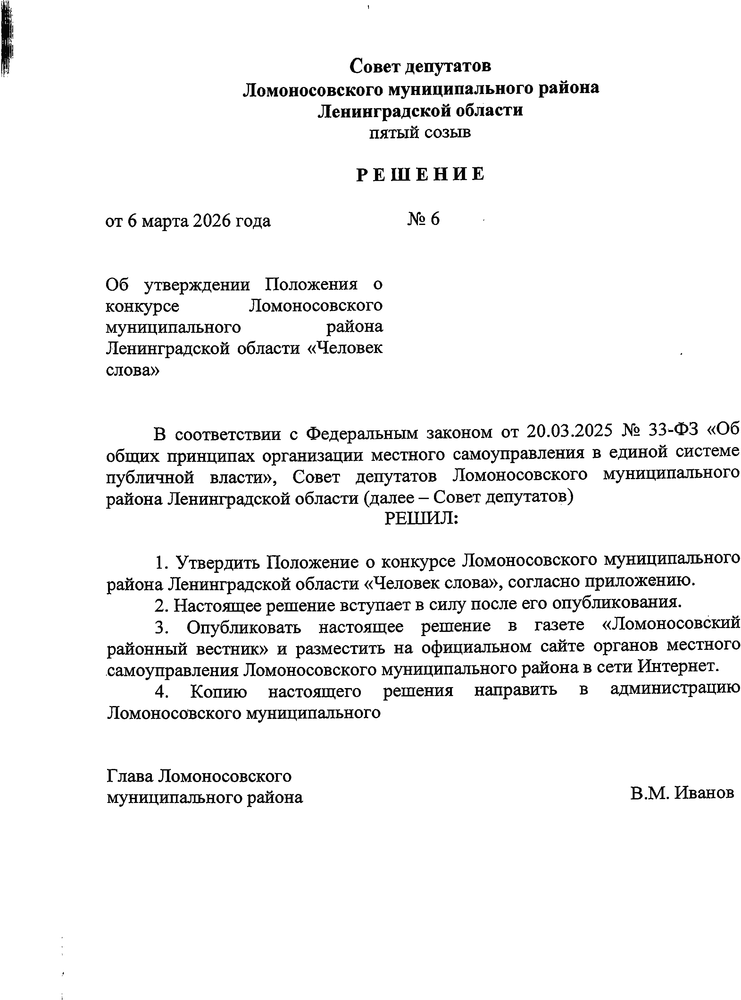 Совет депутатов
Ломоносовского муниципального района
Ленинградской области
пятый созыв
Р Е Ш Е Н И Е
от 6 марта 2026 года № 6
Об утверждении Положения о
конкурсе Ломоносовского
муниципального района
Ленинградской области «Человек
слова»
В соответствии с Федеральным законом от 20.03.2025 № 33-ФЗ «Об
общих принципах организации местного самоуправления в единой системе
публичной власти», Совет депутатов Ломоносовского муниципального
района Ленинградской области (далее – Совет депутатов)
РЕШИЛ:
1. Утвердить Положение о конкурсе Ломоносовского муниципального
района Ленинградской области «Человек слова», согласно приложению.
2. Настоящее решение вступает в силу после его опубликования.
3. Опубликовать настоящее решение в газете «Ломоносовский
районный вестник» и разместить на официальном сайте органов местного
самоуправления Ломоносовского муниципального района в сети Интернет.
4. Копию настоящего решения направить в администрацию
Ломоносовского муниципального
Глава Ломоносовского
муниципального района В.М. Иванов